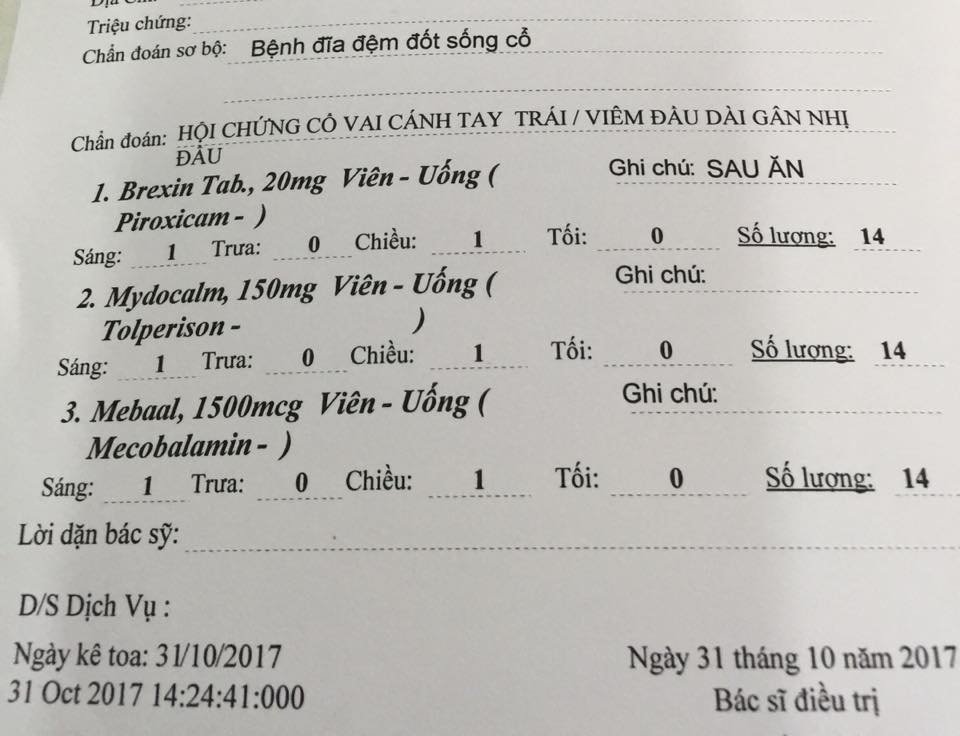 Triệu chứng:
Chẩn đoán sơ bộ: Bệnh đĩa đệm đốt sống cổ
Chẩn đoán: HỘI CHỨNG CỔ VAI CÁNH TAY TRÁI / VIÊM ĐẦU DÀI GÂN NHỊ
ĐẦU
1. Brexin Tab., 20mg Viên - Uống ( Ghi chú: SAU ĂN
Piroxicam - )
Sáng: 1 Trưa: 0 Chiều: 1 Tối: 0 Số lượng: 14
2. Mydocalm, 150mg Viên - Uống ( Ghi chú:
Tolperison - )
Sáng: 1 Trưa: 0 Chiều: 1 Tối: 0 Số lượng: 14
3. Mebaal, 1500mcg Viên - Uống ( Ghi chú:
Mecobalamin - )
Sáng: 1 Trưa: 0 Chiều: 1 Tối: 0 Số lượng: 14
Lời dặn bác sỹ:
D/S Dịch Vụ :
Ngày kê toa: 31/10/2017 Ngày 31 tháng 10 năm 2017
31 Oct 2017 14:24:41:000 Bác sĩ điều trị